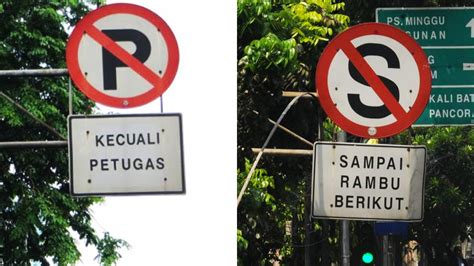 P
KECUALI
PETUGAS
S
SAMPAI
RAMBU
BERIKUT
PS. MINGGU
KALI BAT
PANCOR